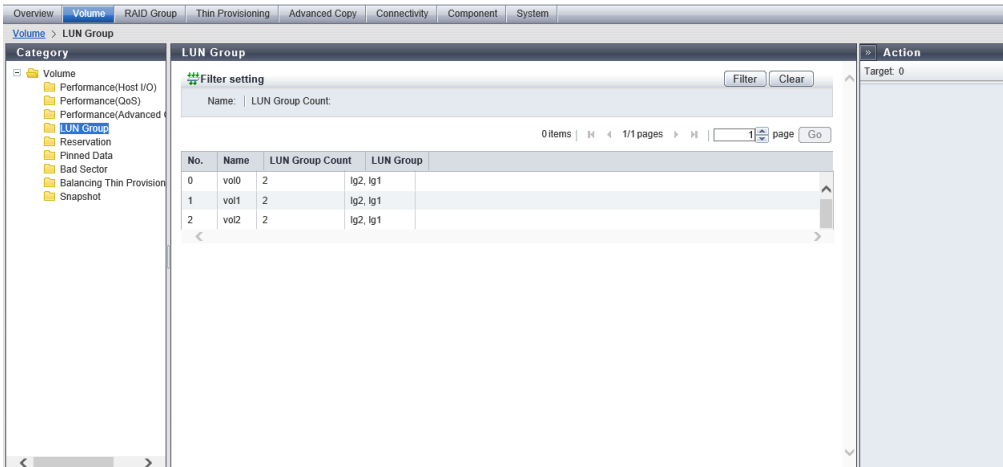 Overview Volume RAID Group Thin Provisioning Advanced Copy Connectivity Component System
Volume > LUN Group
Category
Volume
Performance(Host I/O)
Performance(QoS)
Performance(Advanced
LUN Group
Reservation
Pinned Data
Bad Sector
Balancing Thin Provision
Snapshot
LUN Group
Filter setting
Filter Clear
Name: LUN Group Count:
0items 1/1 pages 1 page Go
No. Name LUN Group Count LUN Group
0 vol0 2 lg2, lg1
1 vol1 2 lg2, lg1
2 vol2 2 lg2, lg1
» Action
Target: 0